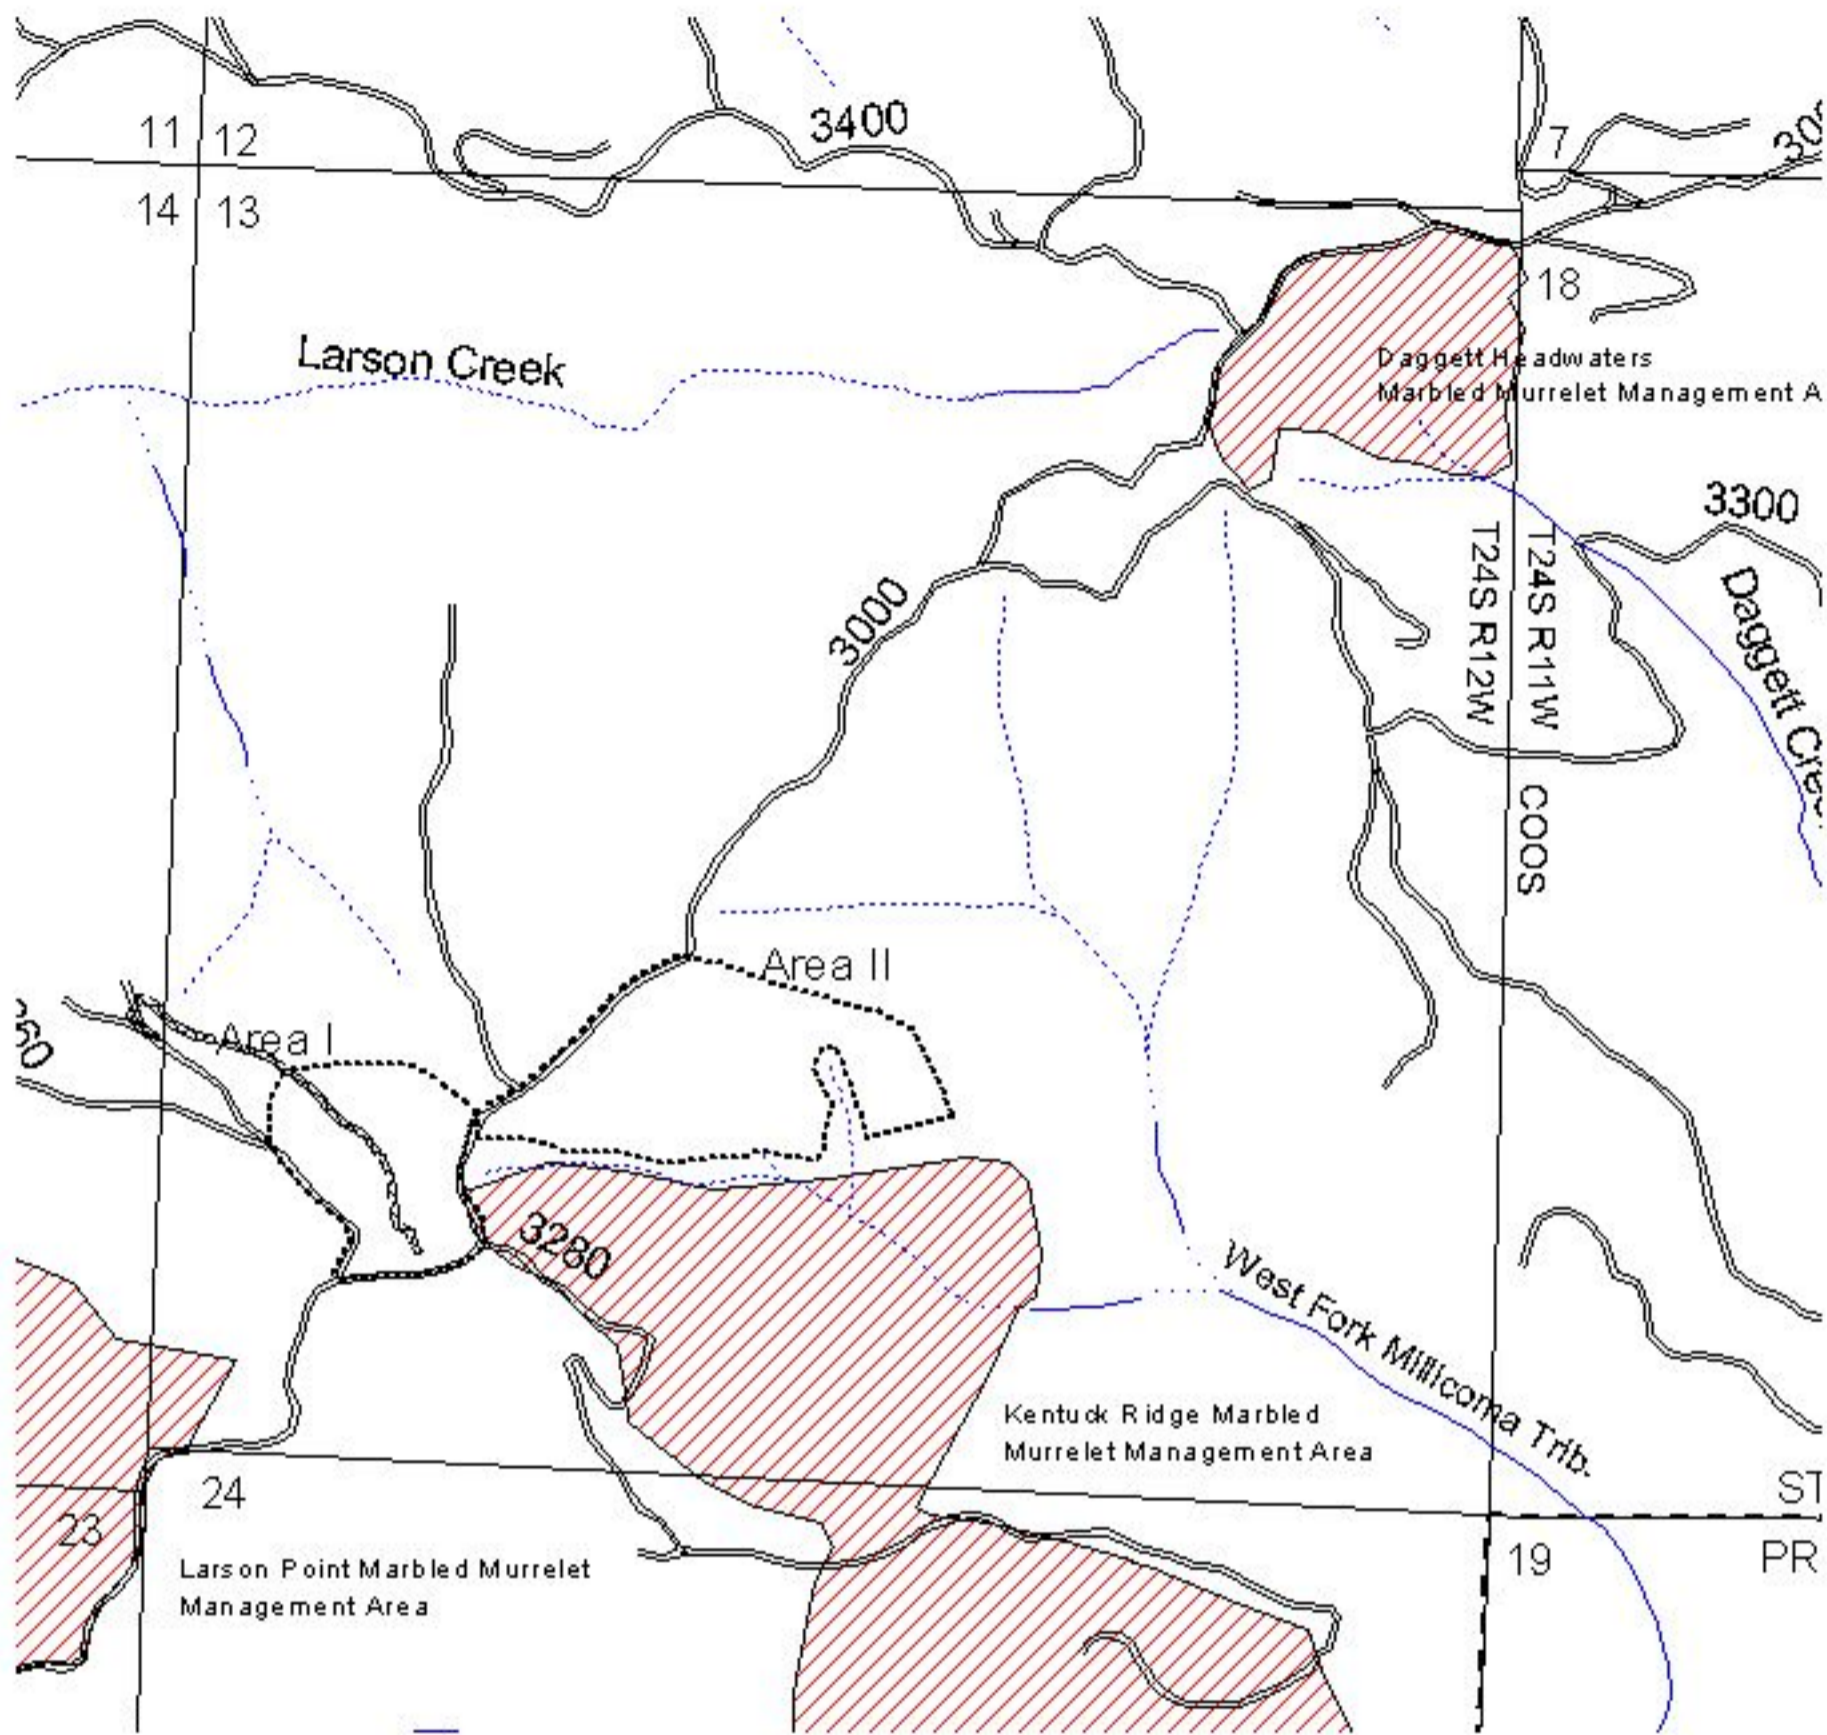 3400
11 12
7
14 13
18
Larson Creek
Daggett Headwaters
Marbled Murrelet Management A
3300
T24S R12W
T24S R11W
3000
Daggett Cree
COOS
Area II
Area I
3280
West Fork Millicoma Trib.
Kentuck Ridge Marbled
Murrelet Management Area
24
23
ST
19
PR
Larson Point Marbled Murrelet
Management Area